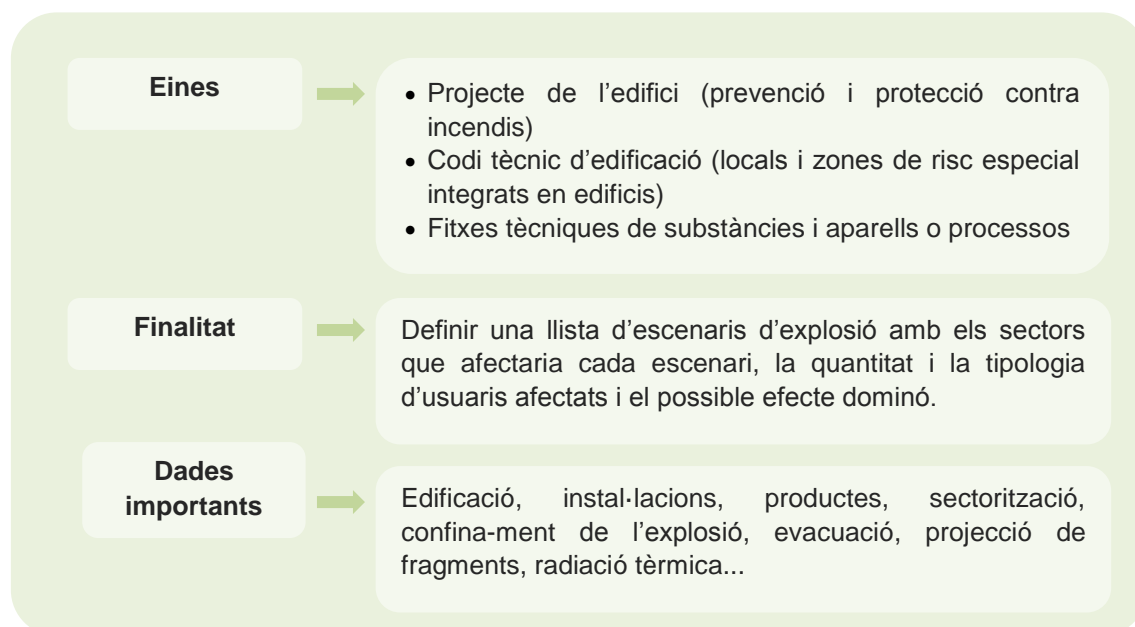 Eines
• Projecte de l’edifici (prevenció i protecció contra
incendis)
• Codi tècnic d’edificació (locals i zones de risc especial
integrats en edificis)
• Fitxes tècniques de substàncies i aparells o processos
Finalitat
Definir una llista d’escenaris d’explosió amb els sectors
que afectaria cada escenari, la quantitat i la tipologia
d’usuaris afectats i el possible efecte dominó.
Dades
importants
Edificació, instal·lacions, productes, sectorització,
confina-ment de l’explosió, evacuació, projecció de
fragments, radiació tèrmica...